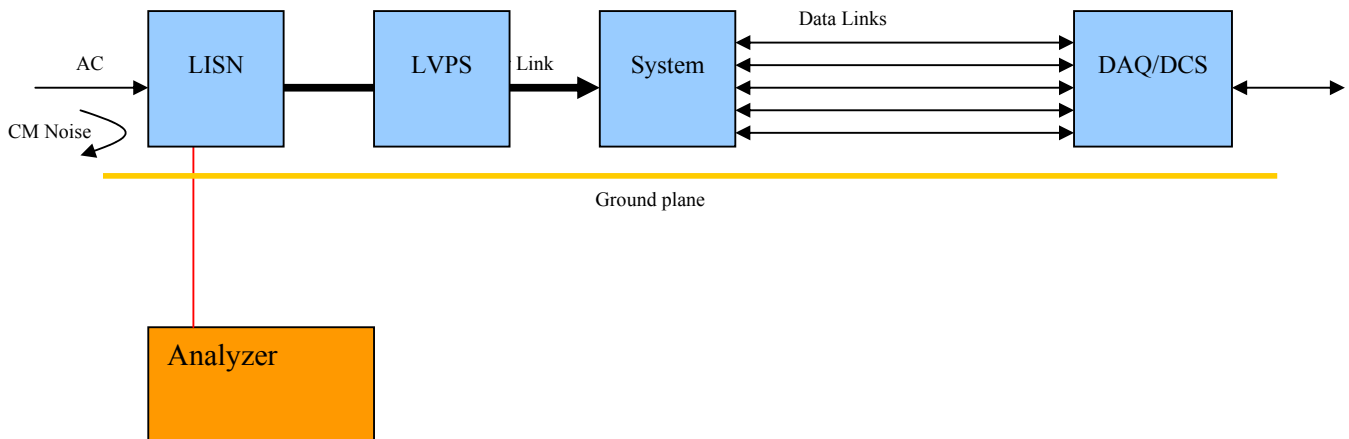 Data Links
AC
LISN
LVPS
Link
System
DAQ/DCS
CM Noise
Ground plane
Analyzer